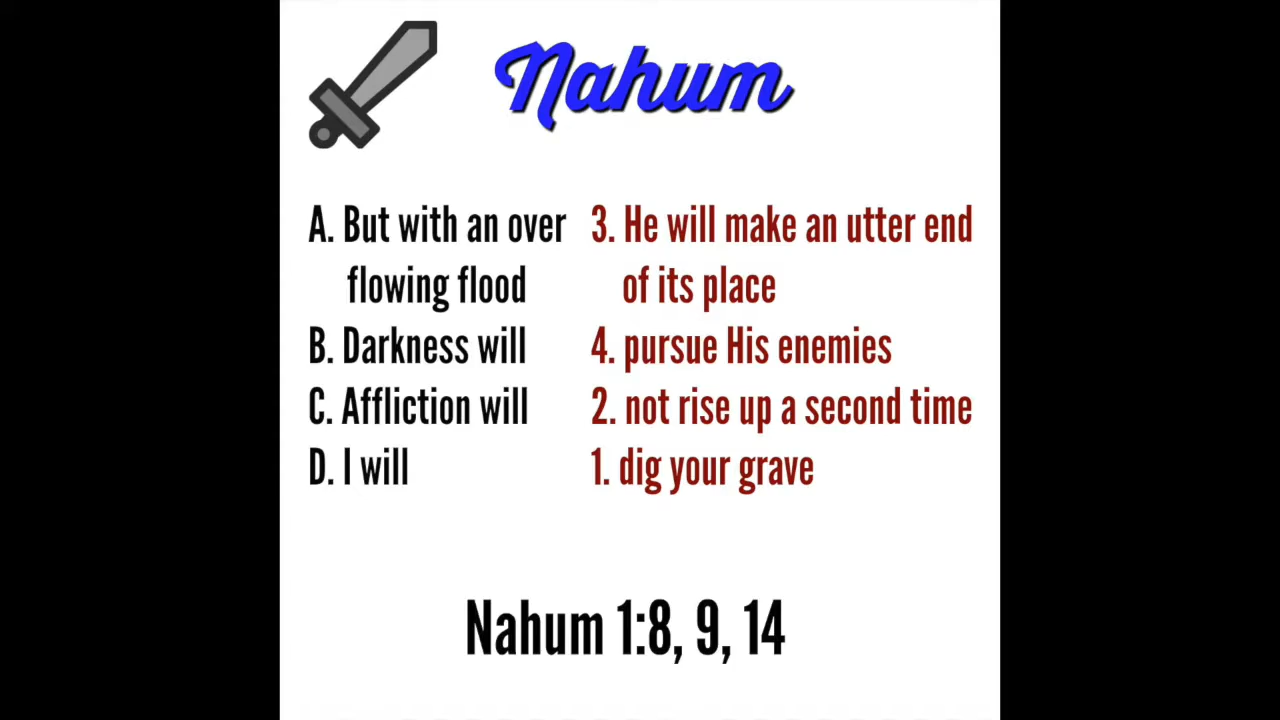 Nahum
A. But with an over 3. He will make an utter end
flowing flood of its place
B. Darkness will 4. pursue His enemies
C. Affliction will 2. not rise up a second time
D. I will 1. dig your grave
Nahum 1:8, 9, 14